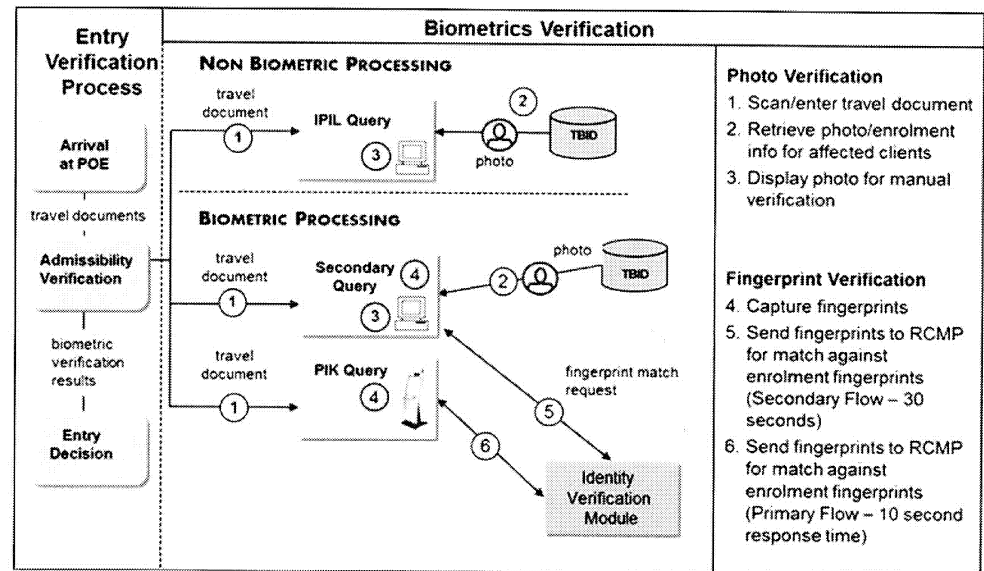 Entry
Verification
Process
Biometrics Verification
Arrival
at POE
travel documents
Admissibility
Verification
biometric
verification
results
Entry
Decision
NON BIOMETRIC PROCESSING
travel
document
1
IPIL Query
3
2
photo
TBID
BIOMETRIC PROCESSING
travel
document
1
Secondary
Query
4
3
2
photo
TBID
travel
document
1
PIK Query
4
fingerprint match
request
5
6
Identity
Verification
Module
Photo Verification
1. Scan/enter travel document
2. Retrieve photo/enrolment
info for affected clients
3. Display photo for manual
verification
Fingerprint Verification
4. Capture fingerprints
5. Send fingerprints to RCMP
for match against
enrolment fingerprints
(Secondary Flow – 30
seconds)
6. Send fingerprints to RCMP
for match against
enrolment fingerprints
(Primary Flow – 10 second
response time)